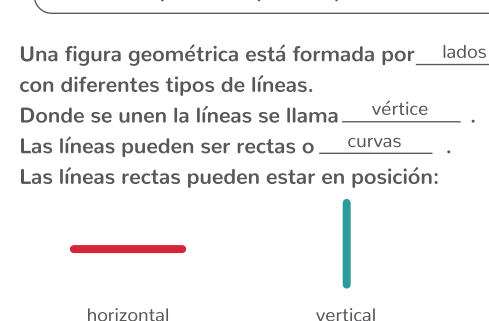 Una figura geométrica está formada por lados
con diferentes tipos de líneas.
Donde se unen la líneas se llama vértice .
Las líneas pueden ser rectas o curvas .
Las líneas rectas pueden estar en posición:
horizontal vertical